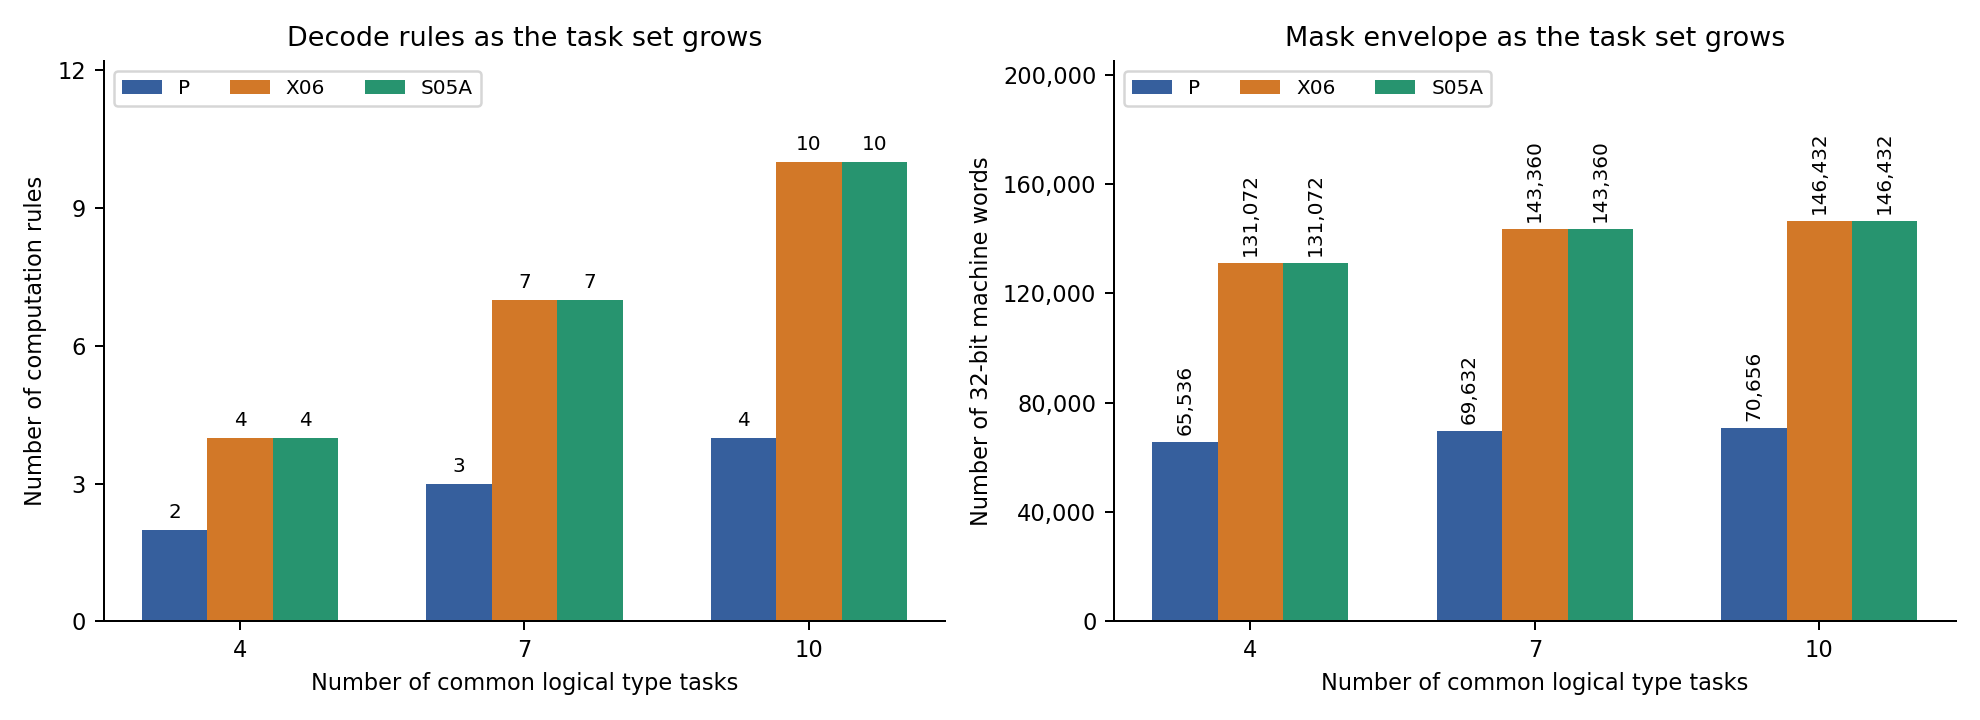 Decode rules as the task set grows
P X06 S05A
Number of computation rules
12
9
6
3
0
2 4 4
3 7 7
4 10 10
4 7 10
Number of common logical type tasks
Mask envelope as the task set grows
P X06 S05A
Number of 32-bit machine words
200,000
160,000
120,000
80,000
40,000
0
65,536 131,072 131,072
69,632 143,360 143,360
70,656 146,432 146,432
4 7 10
Number of common logical type tasks